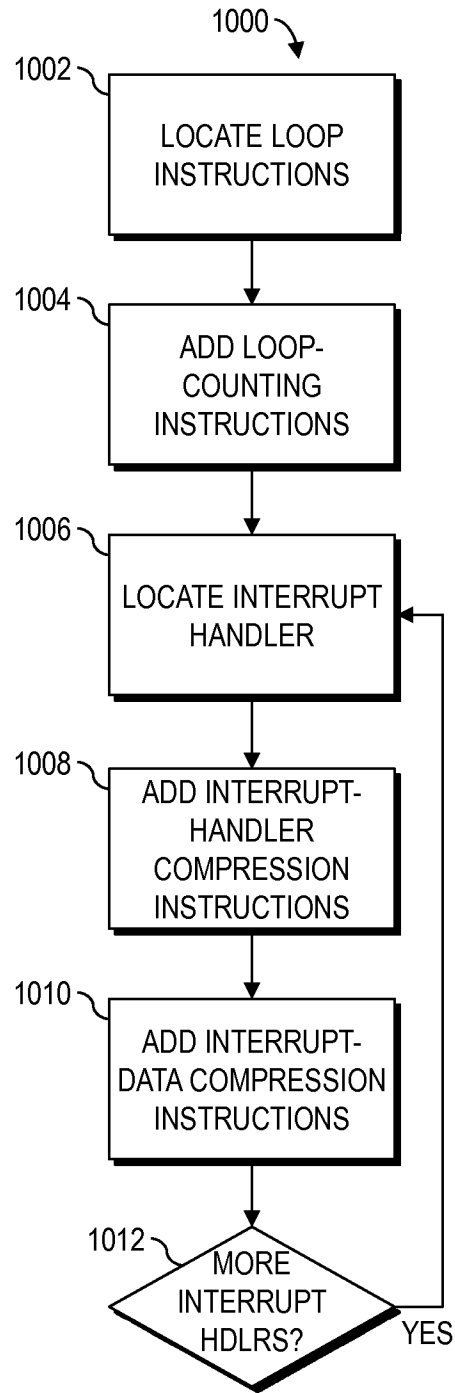 1000
1002
LOCATE LOOP
INSTRUCTIONS
1004
ADD LOOP-
COUNTING
INSTRUCTIONS
1006
LOCATE INTERRUPT
HANDLER
1008
ADD INTERRUPT-
HANDLER
COMPRESSION
INSTRUCTIONS
1010
ADD INTERRUPT-
DATA COMPRESSION
INSTRUCTIONS
1012
MORE
INTERRUPT
HDLRS?
YES